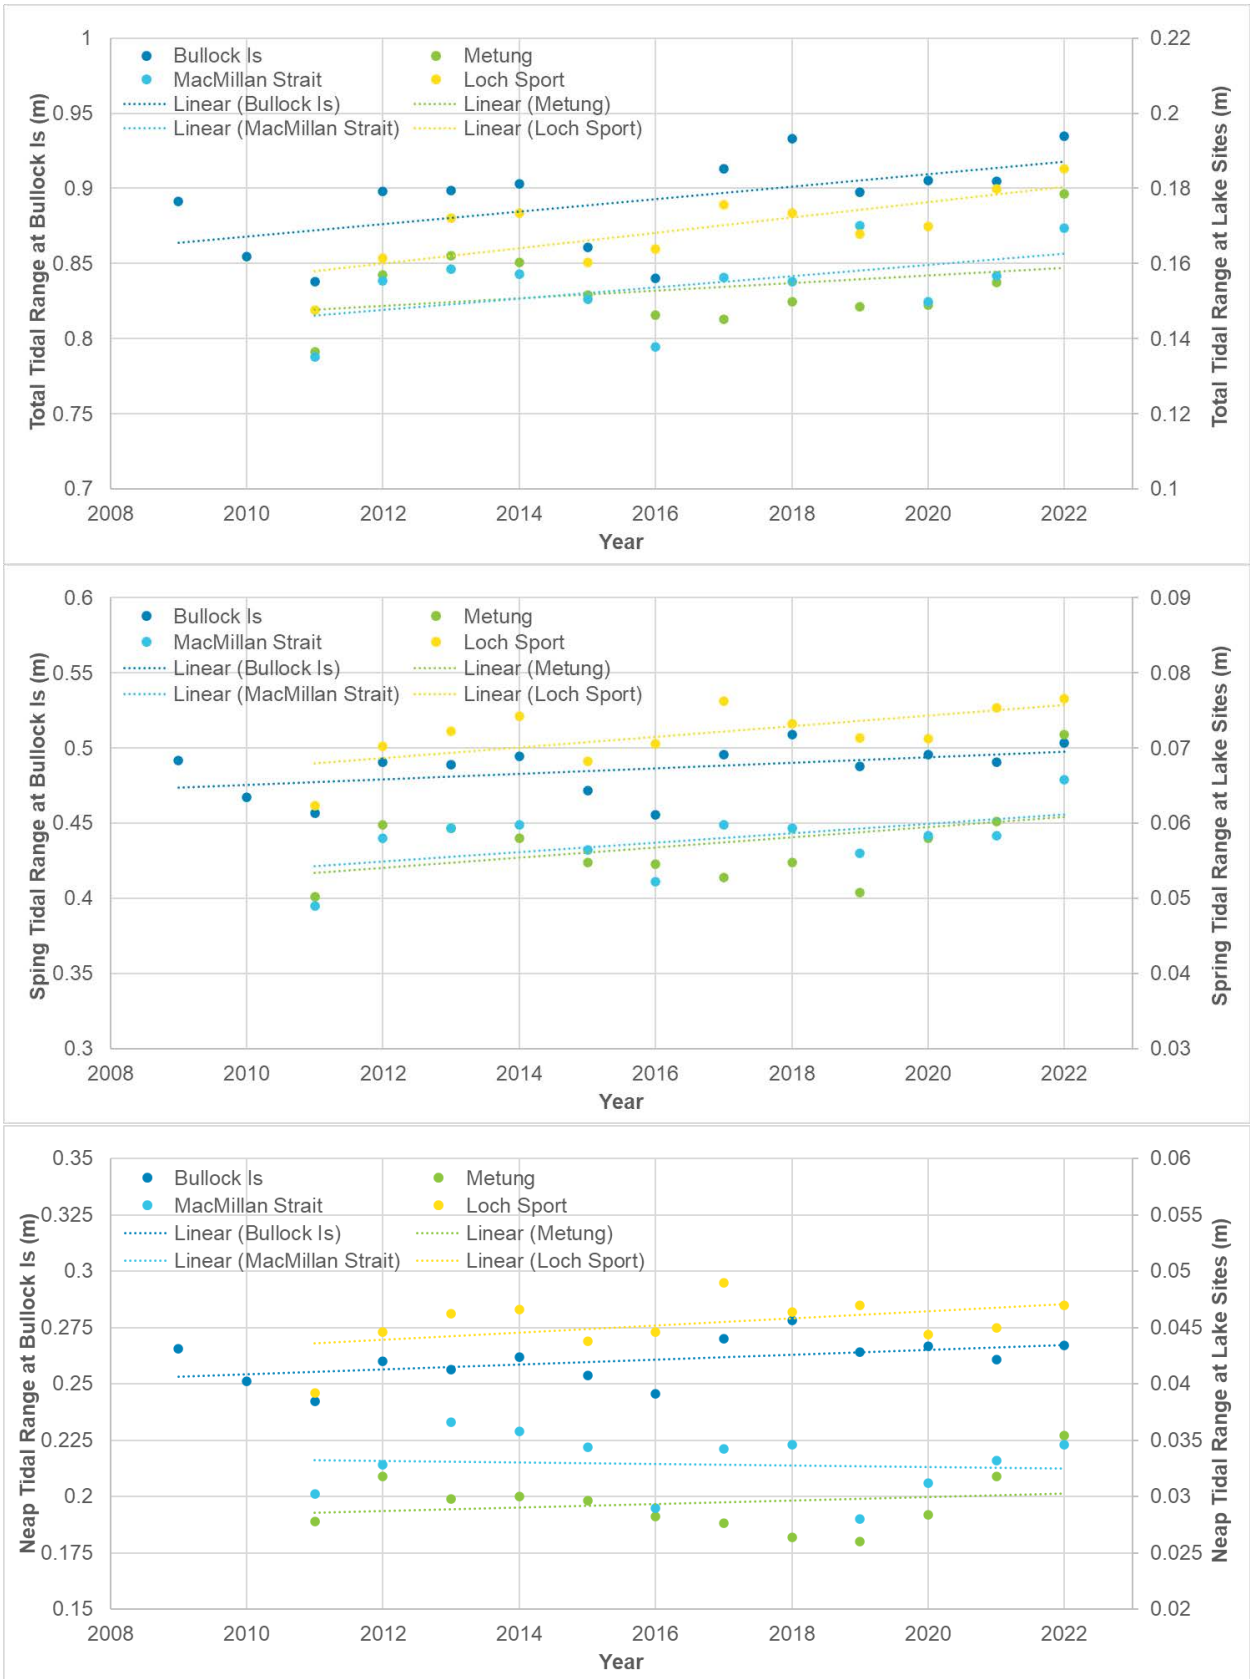 1
0.95
0.9
0.85
0.8
0.75
0.7
Total Tidal Range at Bullock Is (m)
Bullock Is
Metung
MacMillan Strait
Loch Sport
Linear (Bullock Is)
Linear (Metung)
Linear (MacMillan Strait)
Linear (Loch Sport)
0.22
0.2
0.18
0.16
0.14
0.12
0.1
Total Tidal Range at Lake Sites (m)
2008 2010 2012 2014 2016 2018 2020 2022
Year
0.6
0.55
0.5
0.45
0.4
0.35
0.3
Sping Tidal Range at Bullock Is (m)
Bullock Is
Metung
MacMillan Strait
Loch Sport
Linear (Bullock Is)
Linear (Metung)
Linear (MacMillan Strait)
Linear (Loch Sport)
0.09
0.08
0.07
0.06
0.05
0.04
0.03
Spring Tidal Range at Lake Sites (m)
2008 2010 2012 2014 2016 2018 2020 2022
Year
0.35
0.325
0.3
0.275
0.25
0.225
0.2
0.175
0.15
Neap Tidal Range at Bullock Is (m)
Bullock Is
Metung
MacMillan Strait
Loch Sport
Linear (Bullock Is)
Linear (Metung)
Linear (MacMillan Strait)
Linear (Loch Sport)
0.06
0.055
0.05
0.045
0.04
0.035
0.03
0.025
0.02
Neap Tidal Range at Lake Sites (m)
2008 2010 2012 2014 2016 2018 2020 2022
Year